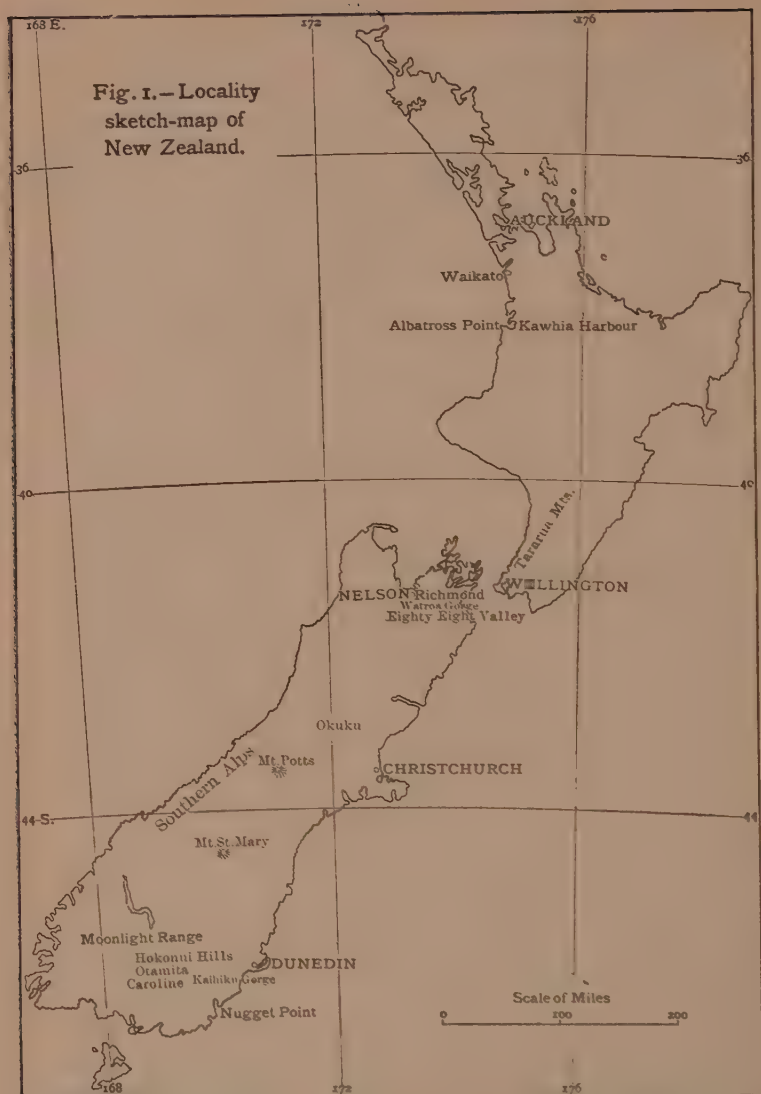 168 E.
172
176
Fig. 1.—Locality
sketch-map of
New Zealand.
36
36
AUCKLAND
Waikato
Albatross Point
Kawhia Harbour
40
40
Tararua Mts.
WELLINGTON
NELSON
Richmond
Wairoa Gorge
Eighty Eight Valley
Okuku
Southern Alps
Mt. Potts
CHRISTCHURCH
44 S.
44
Mt. St. Mary
Moonlight Range
Hokonui Hills
Otamita
Caroline
Kaihiku Gorge
DUNEDIN
Nugget Point
Scale of Miles
0
100
200
168
172
176